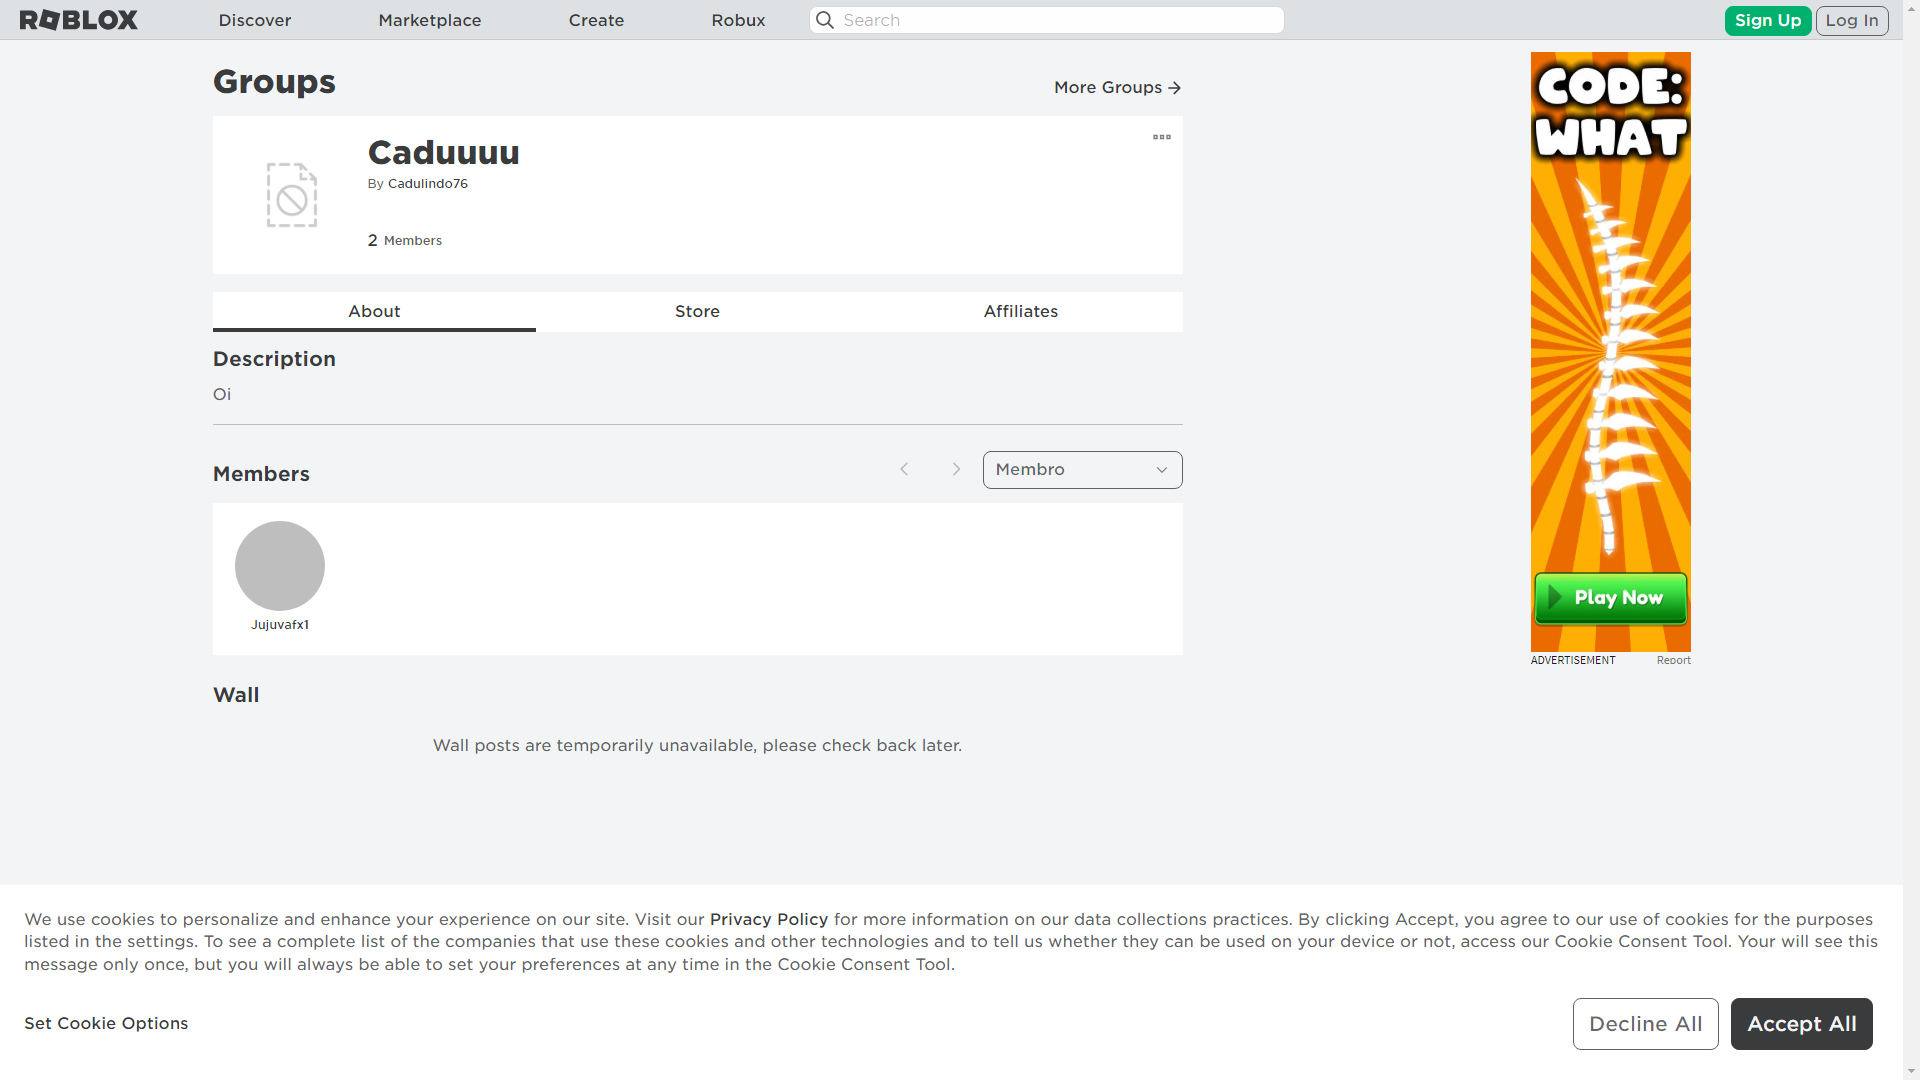 ROBLOX Discover Marketplace Create Robux Search Sign Up Log In
Groups
More Groups
Caduuuu
By Cadulindo76
2 Members
About Store Affiliates
Description
Oi
Members
Membro
Jujuvafx1
Wall
Wall posts are temporarily unavailable, please check back later.
CODE:
WHAT
Play Now
ADVERTISEMENT Report
We use cookies to personalize and enhance your experience on our site. Visit our Privacy Policy for more information on our data collections practices. By clicking Accept, you agree to our use of cookies for the purposes
listed in the settings. To see a complete list of the companies that use these cookies and other technologies and to tell us whether they can be used on your device or not, access our Cookie Consent Tool. Your will see this
message only once, but you will always be able to set your preferences at any time in the Cookie Consent Tool.
Set Cookie Options
Decline All
Accept All